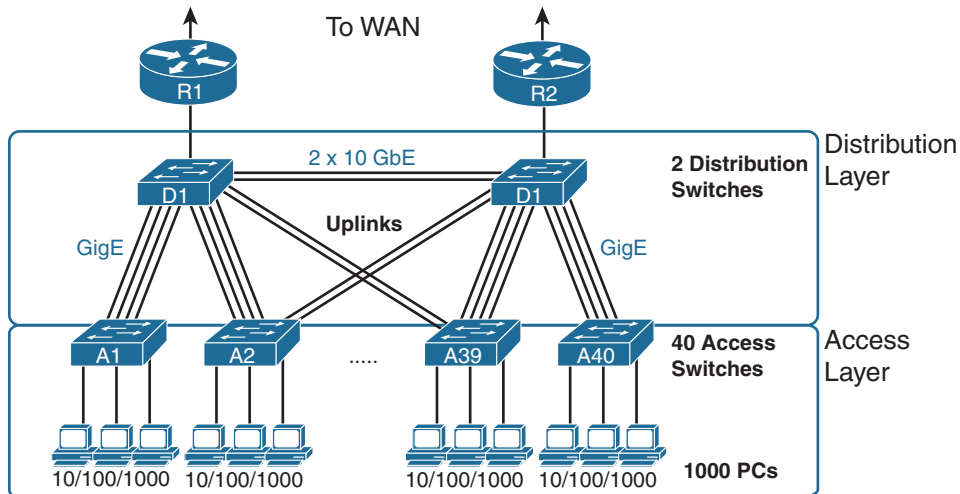 To WAN
R1
R2
Distribution
Layer
2 x 10 GbE
2 Distribution
Switches
D1
D1
Uplinks
GigE
GigE
A1
A2
.....
A39
A40
40 Access
Switches
Access
Layer
10/100/1000
10/100/1000
10/100/1000
10/100/1000
1000 PCs